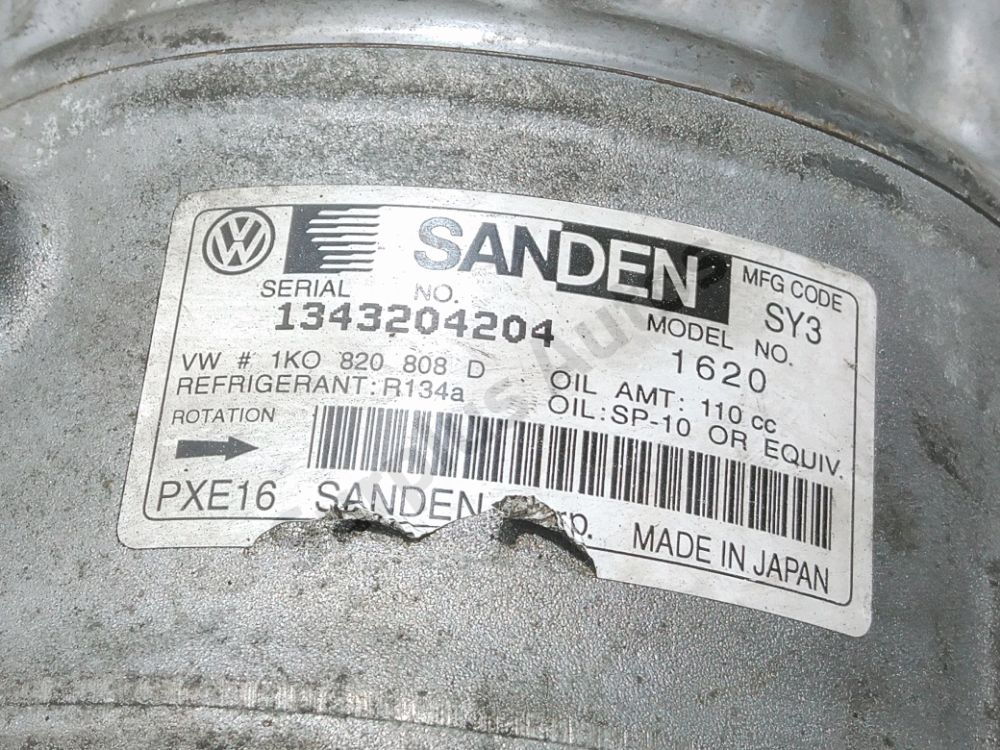 SANDEN
SERIAL NO.
1343204204
MFG CODE
SY3
MODEL NO.
1620
VW # 1KO 820 808 D
REFRIGERANT: R134a
OIL AMT: 110 cc
OIL: SP-10 OR EQUIV.
ROTATION
PXE16 SANDEN rp. MADE IN JAPAN